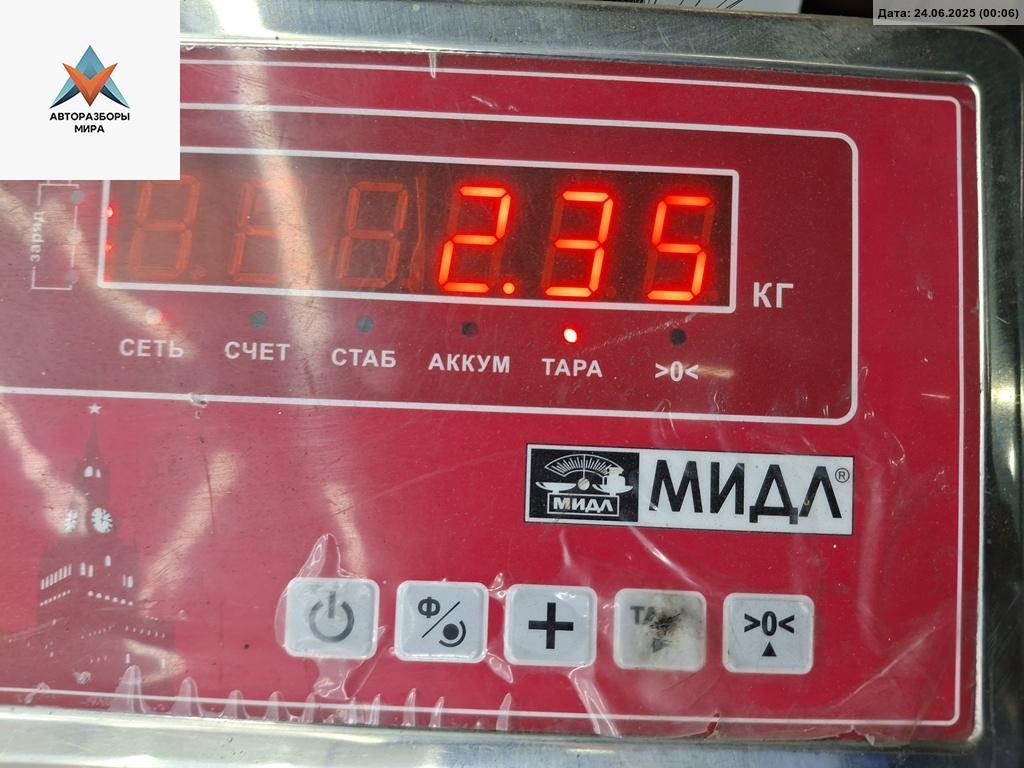 Дата: 24.06.2025 (00:06)
АВТОРАЗБОРЫ
МИРА
заряд
2.35
КГ
СЕТЬ СЧЕТ СТАБ АККУМ ТАРА >0<
МИДЛ МИДЛ®
Ф
+
>0<